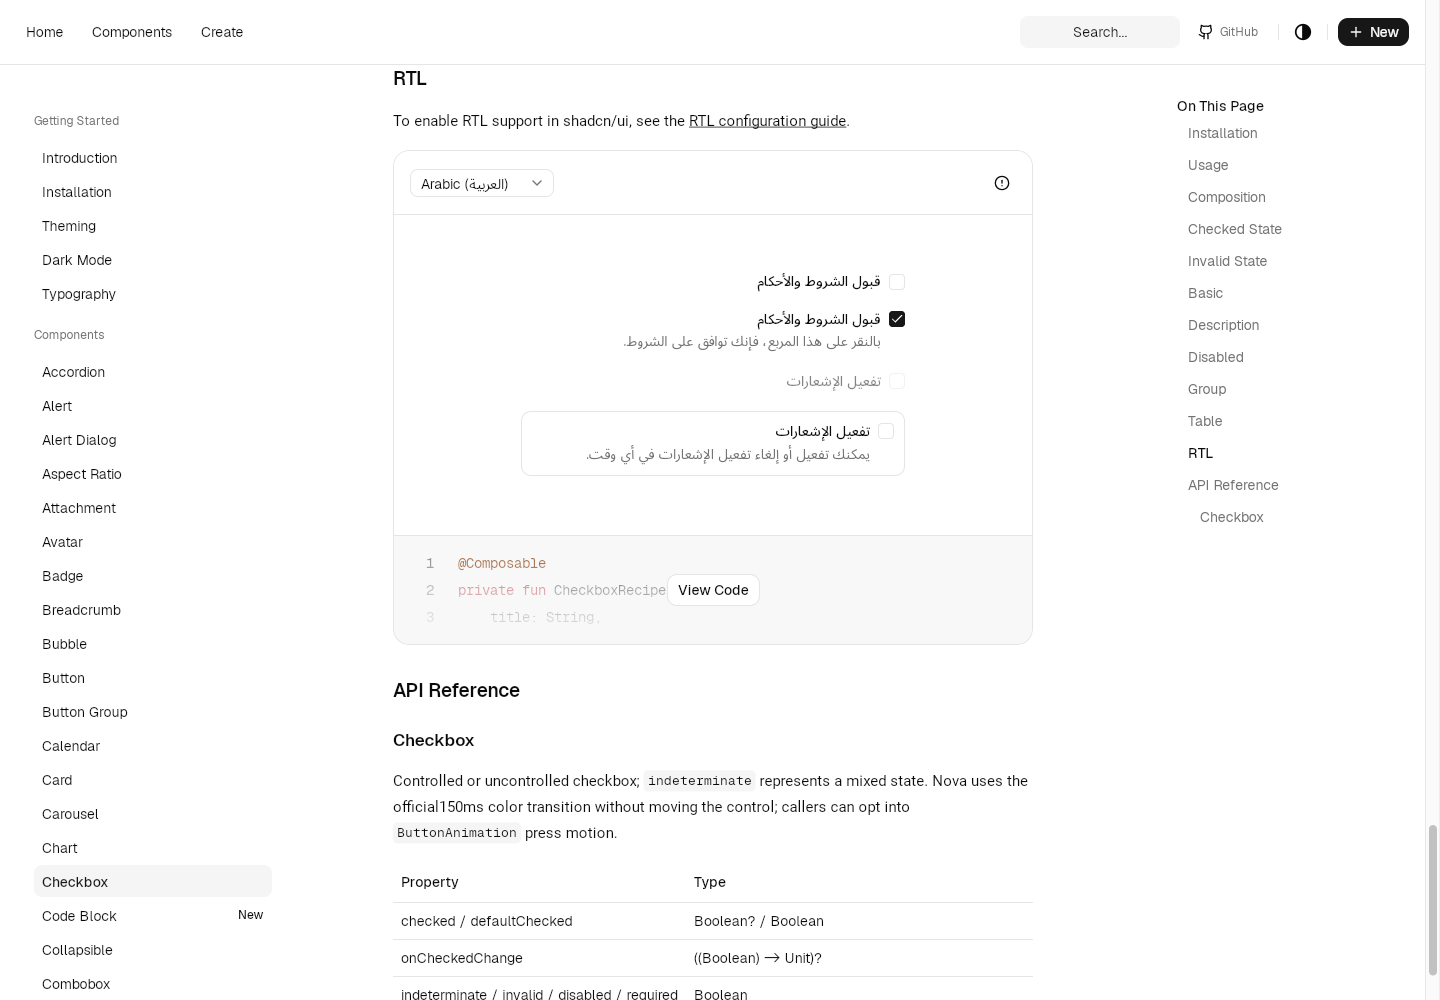 Home
Components
Create
Search...
GitHub
New
Getting Started
Introduction
Installation
Theming
Dark Mode
Typography
Components
Accordion
Alert
Alert Dialog
Aspect Ratio
Attachment
Avatar
Badge
Breadcrumb
Bubble
Button
Button Group
Calendar
Card
Carousel
Chart
Checkbox
Code Block New
Collapsible
Combobox
RTL
To enable RTL support in shadcn/ui, see the RTL configuration guide.
Arabic (العربية)
قبول الشروط والأحكام
قبول الشروط والأحكام
بالنقر على هذا المربع، فإنك توافق على الشروط.
تفعيل الإشعارات
تفعيل الإشعارات
يمكنك تفعيل أو إلغاء تفعيل الإشعارات في أي وقت.
1 @Composable
2 private fun CheckboxRecipe
View Code
3 title: String,
API Reference
Checkbox
Controlled or uncontrolled checkbox; indeterminate represents a mixed state. Nova uses the
official150ms color transition without moving the control; callers can opt into
ButtonAnimation press motion.
Property Type
checked / defaultChecked Boolean? / Boolean
onCheckedChange ((Boolean) → Unit)?
indeterminate / invalid / disabled / required Boolean
On This Page
Installation
Usage
Composition
Checked State
Invalid State
Basic
Description
Disabled
Group
Table
RTL
API Reference
Checkbox